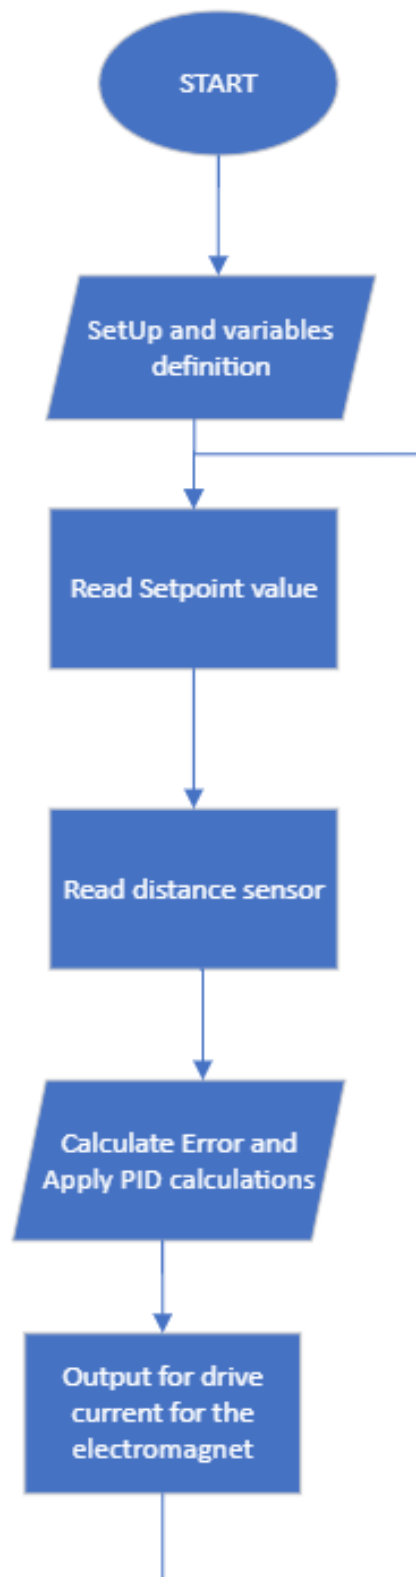 START
SetUp and variables
definition
Read Setpoint value
Read distance sensor
Calculate Error and
Apply PID calculations
Output for drive
current for the
electromagnet